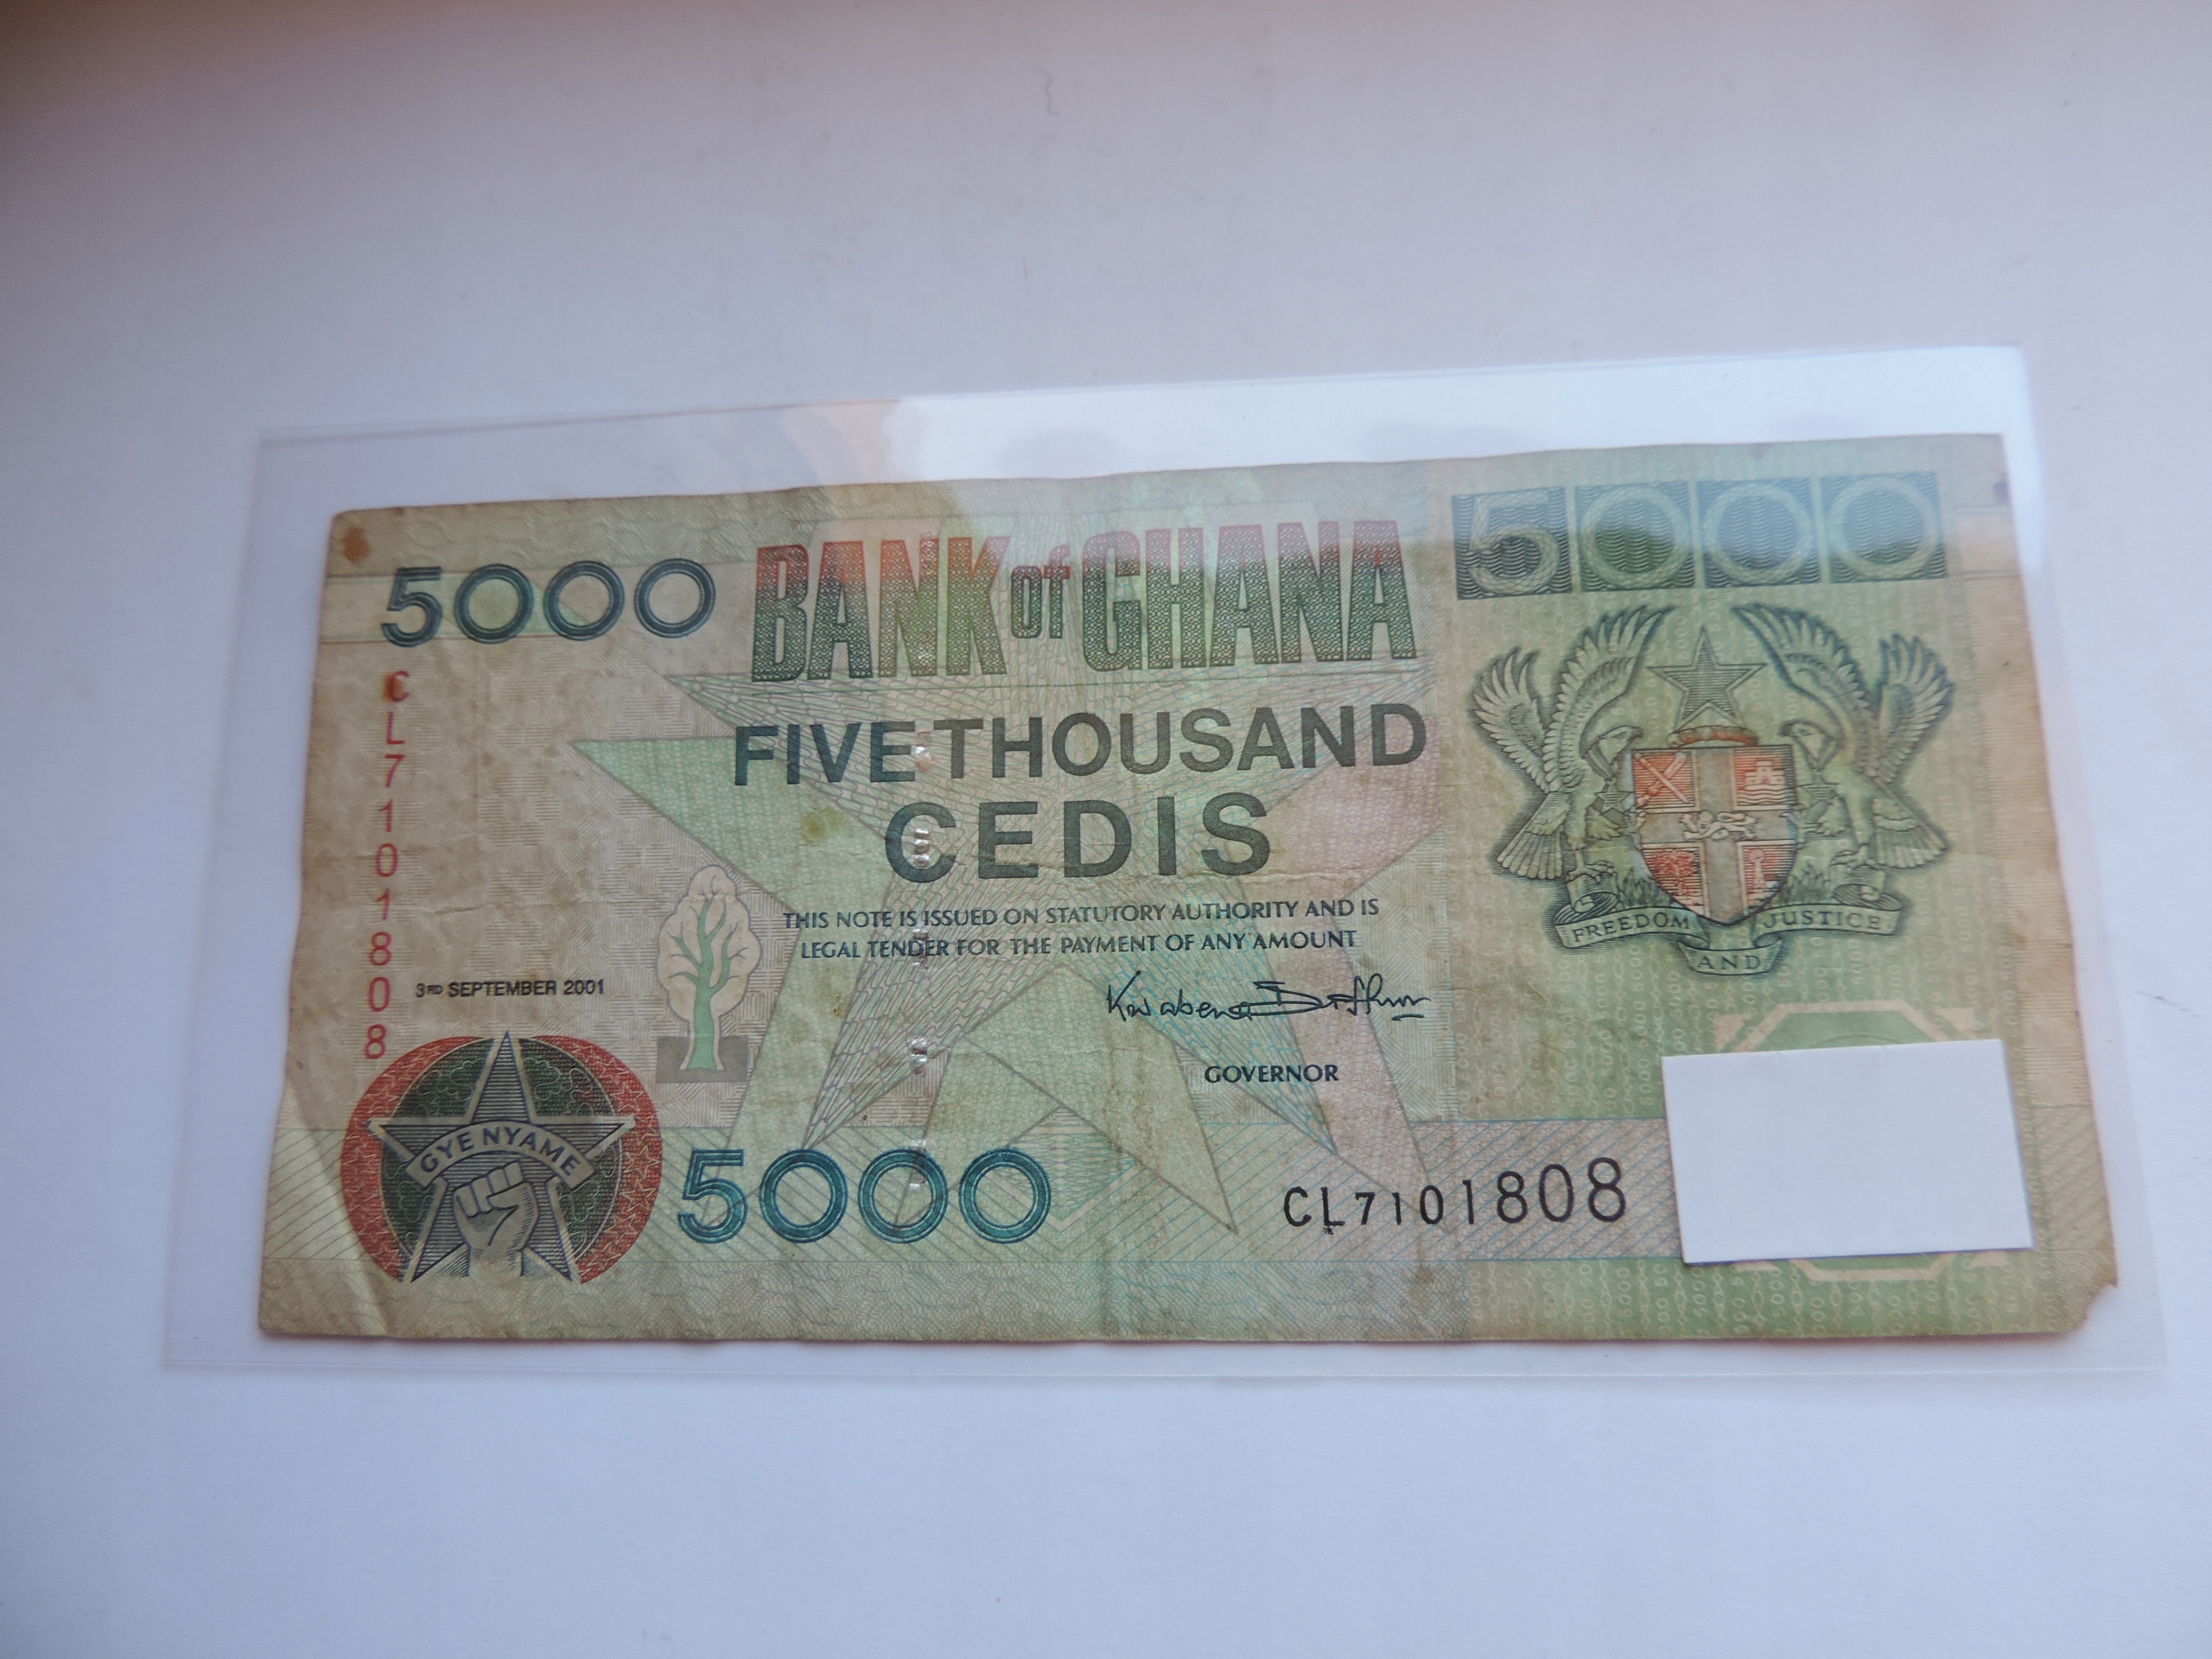 5000
BANK of GHANA
5000
FIVE THOUSAND
CEDIS
THIS NOTE IS ISSUED ON STATUTORY AUTHORITY AND IS
LEGAL TENDER FOR THE PAYMENT OF ANY AMOUNT
GOVERNOR
CL7101808
3RD SEPTEMBER 2001
GYE NYAME
5000
CL7101808
FREEDOM AND JUSTICE